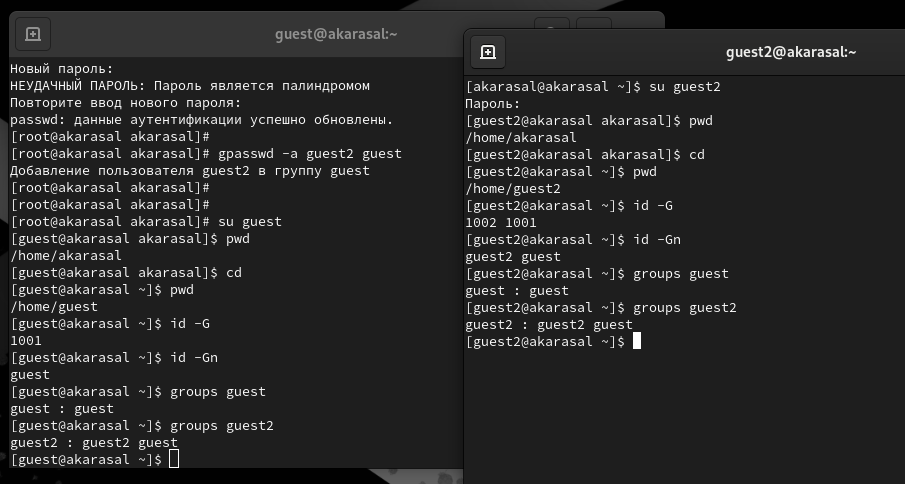 guest@akarasal:~
Новый пароль:
НЕУДАЧНЫЙ ПАРОЛЬ: Пароль является палиндромом
Повторите ввод нового пароля:
passwd: данные аутентификации успешно обновлены.
[root@akarasal akarasal]#
[root@akarasal akarasal]# gpasswd -a guest2 guest
Добавление пользователя guest2 в группу guest
[root@akarasal akarasal]#
[root@akarasal akarasal]#
[root@akarasal akarasal]# su guest
[guest@akarasal akarasal]$ pwd
/home/akarasal
[guest@akarasal akarasal]$ cd
[guest@akarasal ~]$ pwd
/home/guest
[guest@akarasal ~]$ id -G
1001
[guest@akarasal ~]$ id -Gn
guest
[guest@akarasal ~]$ groups guest
guest : guest
[guest@akarasal ~]$ groups guest2
guest2 : guest2 guest
[guest@akarasal ~]$
guest2@akarasal:~
[akarasal@akarasal ~]$ su guest2
Пароль:
[guest2@akarasal akarasal]$ pwd
/home/akarasal
[guest2@akarasal akarasal]$ cd
[guest2@akarasal ~]$ pwd
/home/guest2
[guest2@akarasal ~]$ id -G
1002 1001
[guest2@akarasal ~]$ id -Gn
guest2 guest
[guest2@akarasal ~]$ groups guest
guest : guest
[guest2@akarasal ~]$ groups guest2
guest2 : guest2 guest
[guest2@akarasal ~]$